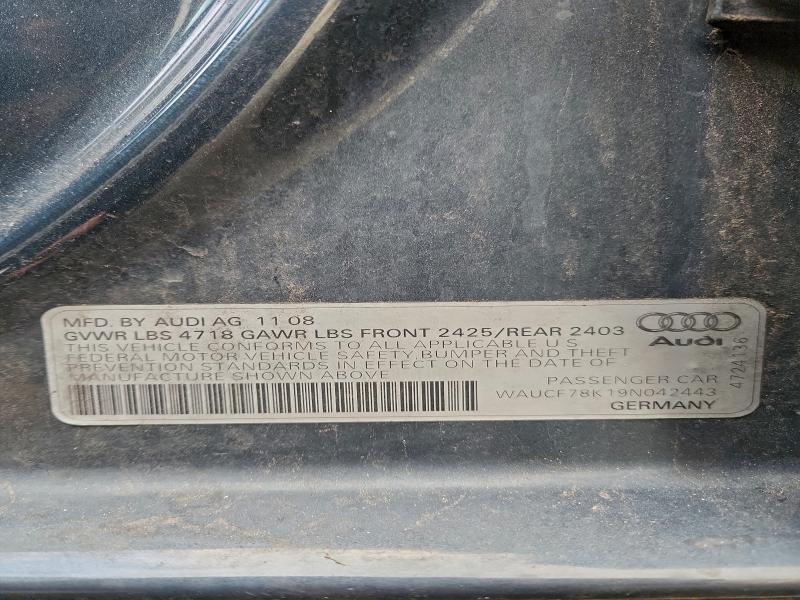 MFD. BY AUDI AG 11 08
GVWR LBS 4718 GAWR LBS FRONT 2425/REAR 2403
THIS VEHICLE CONFORMS TO ALL APPLICABLE U.S
FEDERAL MOTOR VEHICLE SAFETY, BUMPER AND THEFT
PREVENTION STANDARDS IN EFFECT ON THE DATE OF
MANUFACTURE SHOWN ABOVE
PASSENGER CAR
WAUCF78K19N042443
GERMANY
Audi
4724136